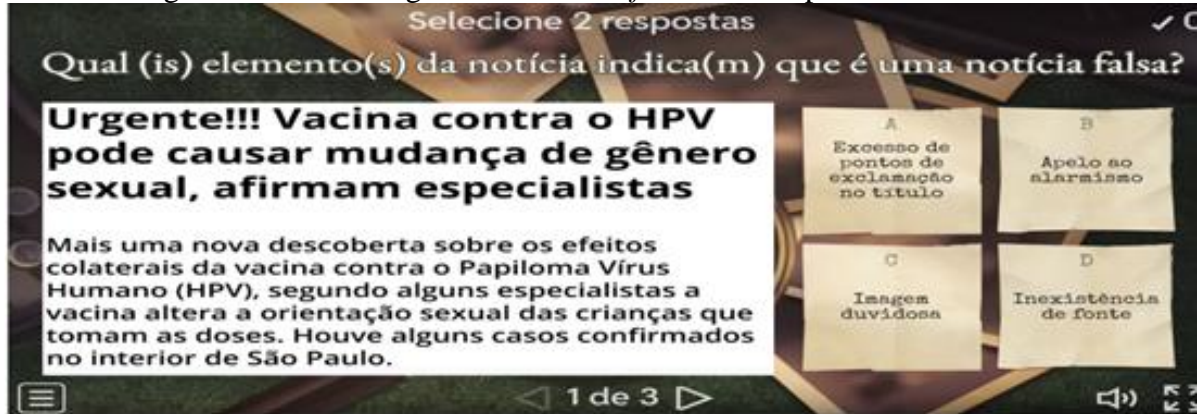 Selecione 2 respostas
Qual (is) elemento(s) da notícia indica(m) que é uma notícia falsa?
Urgente!!! Vacina contra o HPV
pode causar mudança de gênero
sexual, afirmam especialistas
Mais uma nova descoberta sobre os efeitos
colaterais da vacina contra o Papiloma Vírus
Humano (HPV), segundo alguns especialistas a
vacina altera a orientação sexual das crianças que
tomam as doses. Houve alguns casos confirmados
no interior de São Paulo.
A
Excesso de
pontos de
exclamação
no título
B
Apelo ao
alarmismo
C
Imagem
duvidosa
D
Inexistência
de fonte
1 de 3